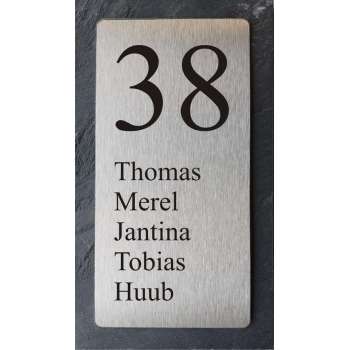 38
Thomas
Merel
Jantina
Tobias
Huub